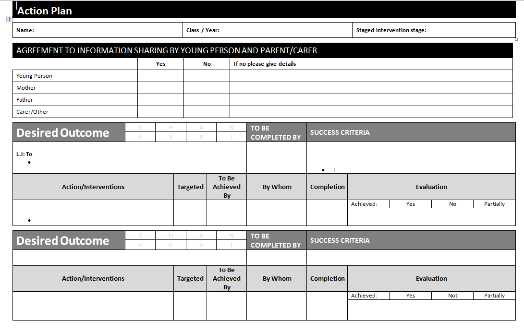 Action Plan
Name: Class / Year: Staged Intervention stage:
AGREEMENT TO INFORMATION SHARING BY YOUNG PERSON AND PARENT/CARER
Yes No If no please give details
Young Person
Mother
Father
Carer/Other
Desired Outcome S H A N TO BE COMPLETED BY SUCCESS CRITERIA
A R R I
L.I: To
Action/Interventions Targeted To Be Achieved By By Whom Completion Evaluation
Achieved: Yes No Partially
Desired Outcome S H A N TO BE COMPLETED BY SUCCESS CRITERIA
A R R I
Action/Interventions Targeted To Be Achieved By By Whom Completion Evaluation
Achieved: Yes Not Partially